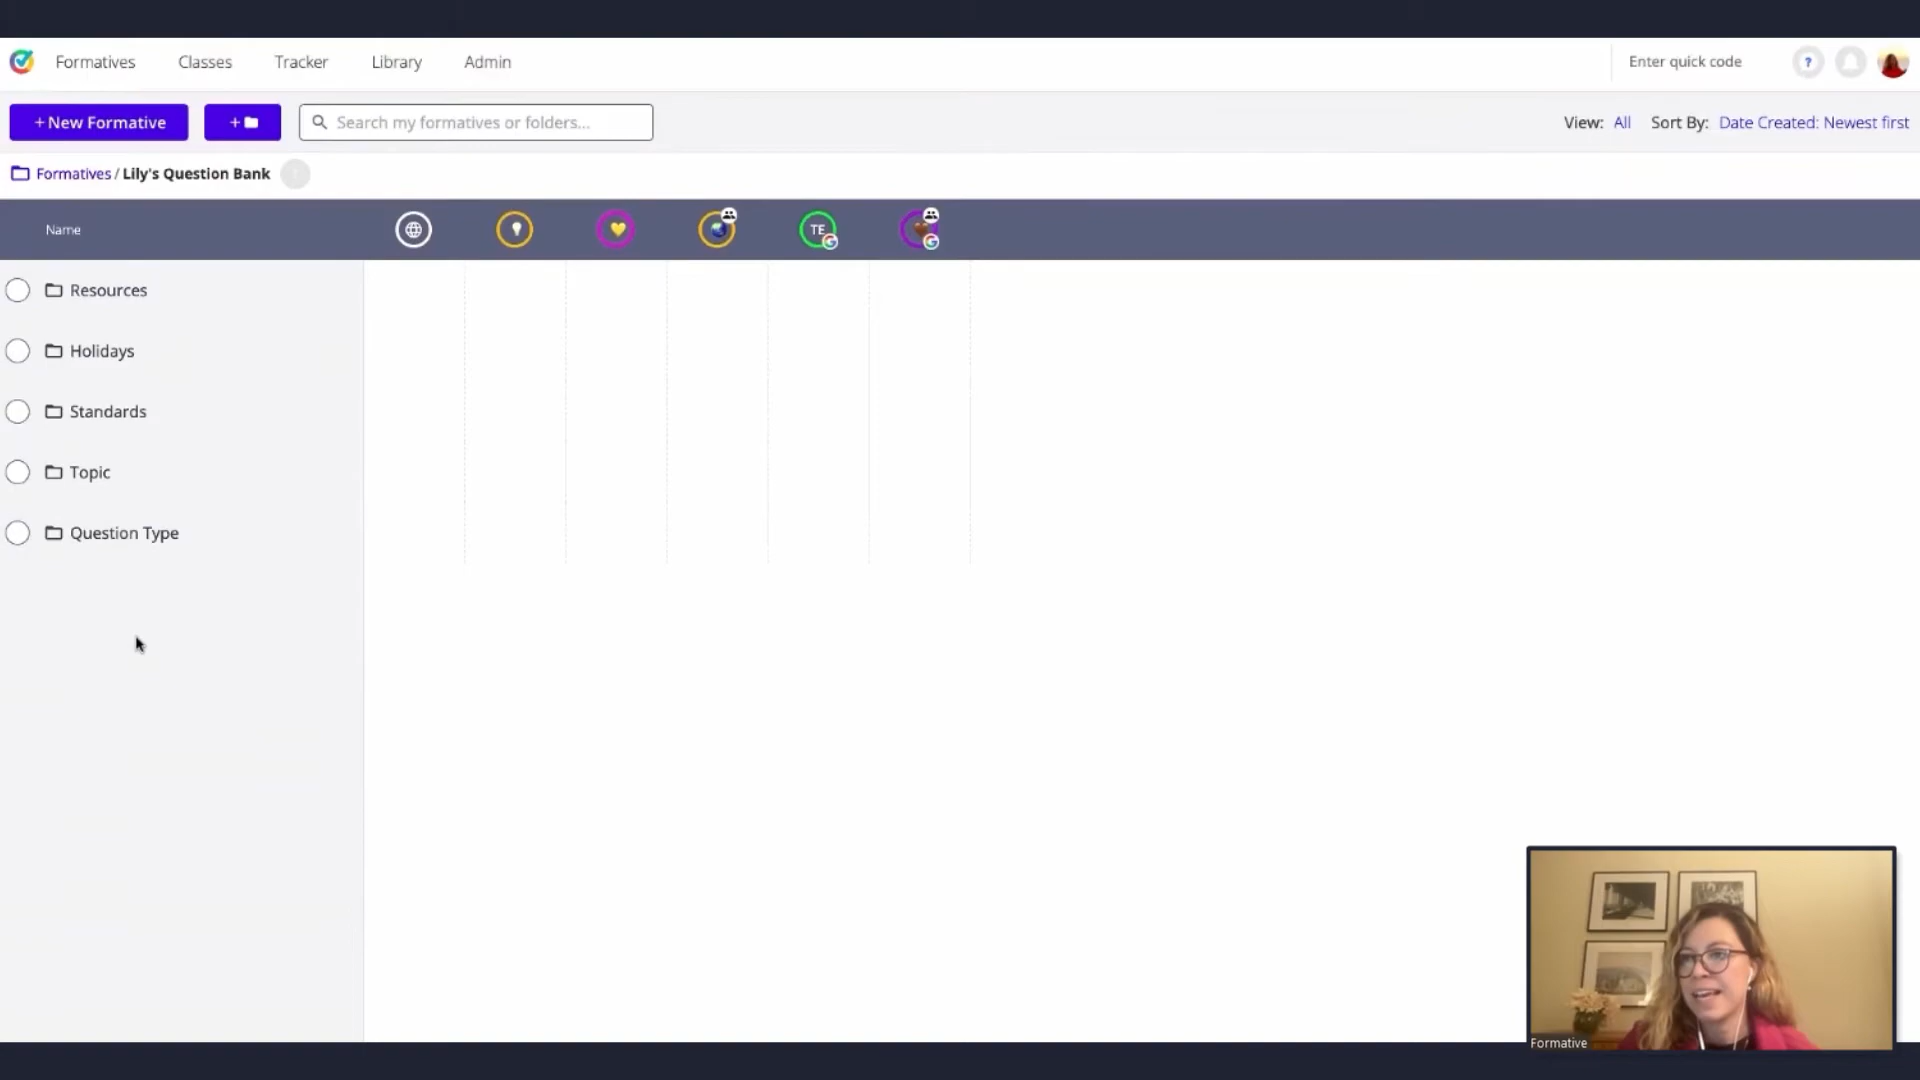 Formatives Classes Tracker Library Admin Enter quick code ?
+ New Formative + Search my formatives or folders... View: All Sort By: Date Created: Newest first
Formatives / Lily's Question Bank
Name TE
Resources
Holidays
Standards
Topic
Question Type
Formative